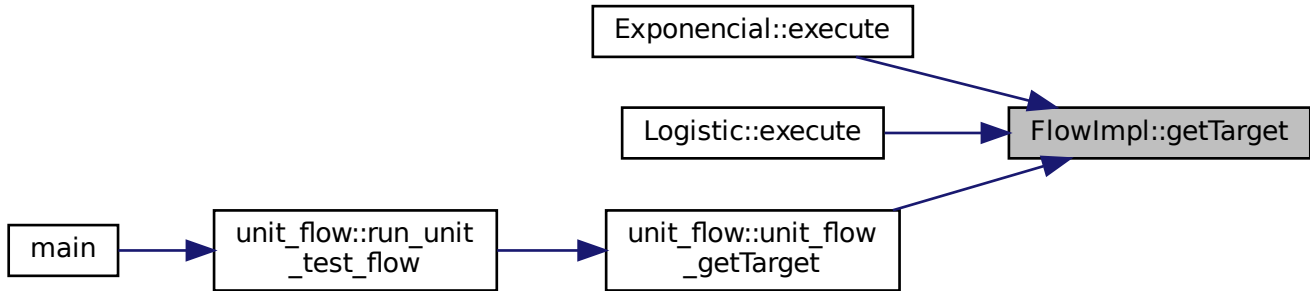 Exponencial::execute
Logistic::execute
FlowImpl::getTarget
main
unit_flow::run_unit
_test_flow
unit_flow::unit_flow
_getTarget